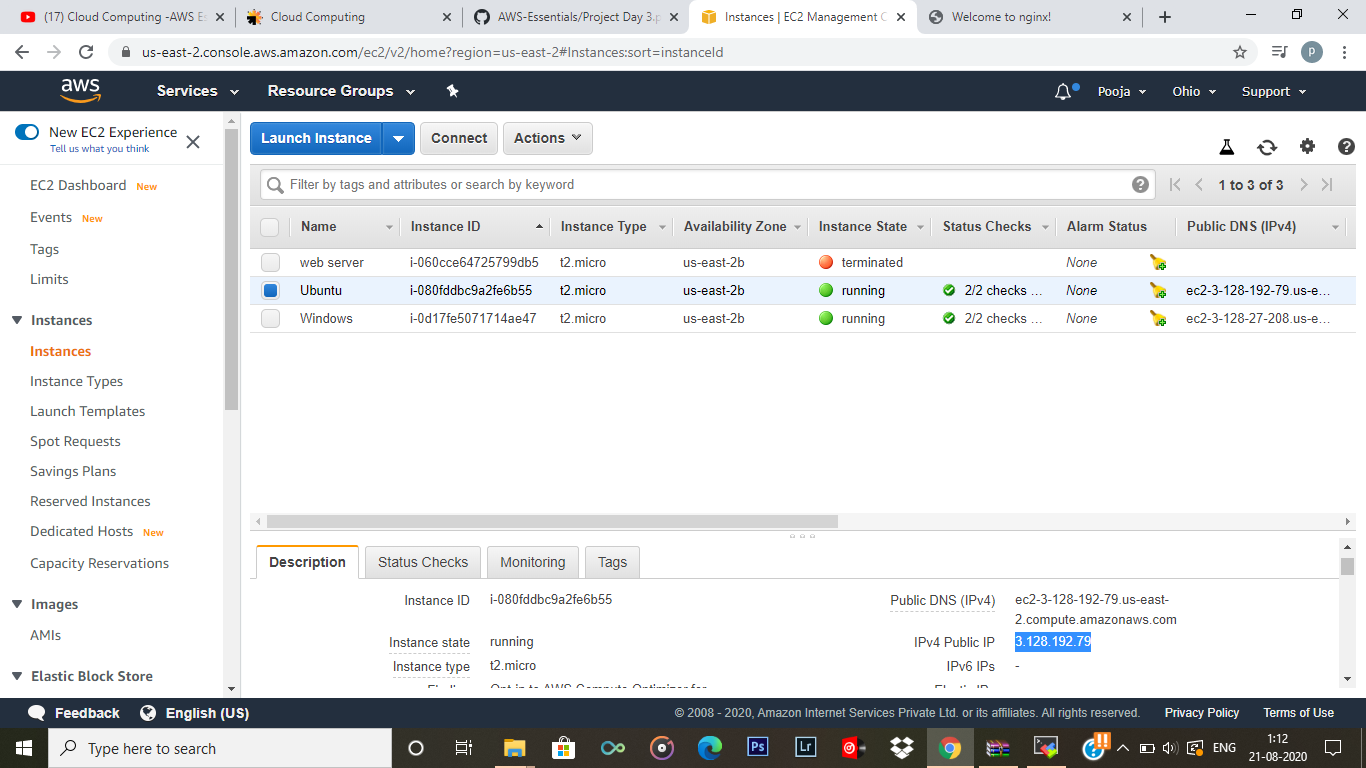 (17) Cloud Computing -AWS Es
Cloud Computing
AWS-Essentials/Project Day 3.p
Instances | EC2 Management C
Welcome to nginx!
us-east-2.console.aws.amazon.com/ec2/v2/home?region=us-east-2#Instances:sort=instanceId
P
aws
Services
Resource Groups
Pooja
Ohio
Support
New EC2 Experience
Tell us what you think
EC2 Dashboard New
Events New
Tags
Limits
Instances
Instances
Instance Types
Launch Templates
Spot Requests
Savings Plans
Reserved Instances
Dedicated Hosts New
Capacity Reservations
Images
AMIs
Elastic Block Store
Launch Instance
Connect
Actions
Filter by tags and attributes or search by keyword
1 to 3 of 3
Name Instance ID Instance Type Availability Zone Instance State Status Checks Alarm Status Public DNS (IPv4)
web server i-060cce64725799db5 t2.micro us-east-2b terminated None
Ubuntu i-080fddbc9a2fe6b55 t2.micro us-east-2b running 2/2 checks ... None ec2-3-128-192-79.us-e...
Windows i-0d17fe5071714ae47 t2.micro us-east-2b running 2/2 checks ... None ec2-3-128-27-208.us-e...
Description Status Checks Monitoring Tags
Instance ID i-080fddbc9a2fe6b55
Instance state running
Instance type t2.micro
Opt-in to AWS Compute Optimizer for
Public DNS (IPv4) ec2-3-128-192-79.us-east-
2.compute.amazonaws.com
IPv4 Public IP 3.128.192.79
IPv6 IPs -
Feedback
English (US)
© 2008 - 2020, Amazon Internet Services Private Ltd. or its affiliates. All rights reserved.
Privacy Policy
Terms of Use
Type here to search
Ps
Lr
11
ENG
1:12
21-08-2020